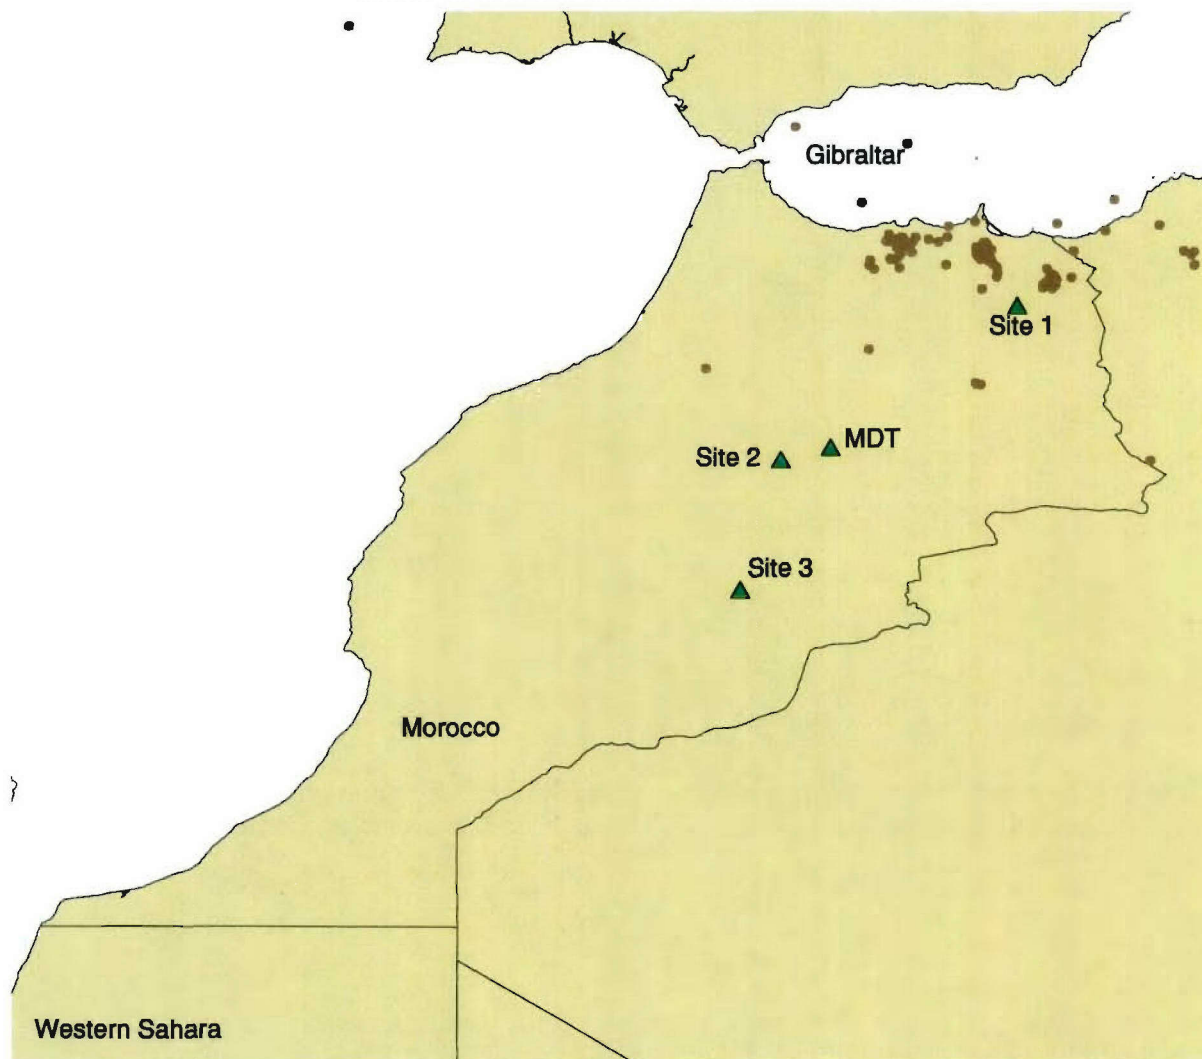 Gibraltar
Site 1
MDT
Site 2
Site 3
Morocco
Western Sahara